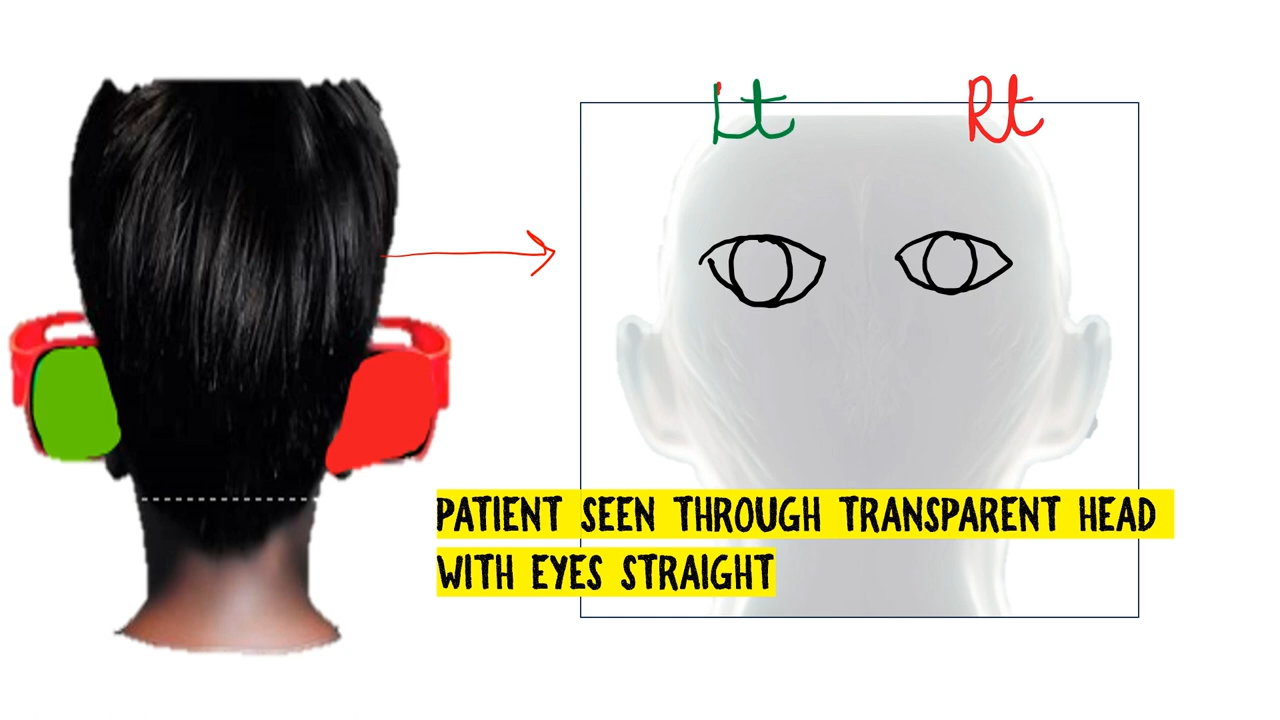 Lt Rt
PATIENT SEEN THROUGH TRANSPARENT HEAD
WITH EYES STRAIGHT